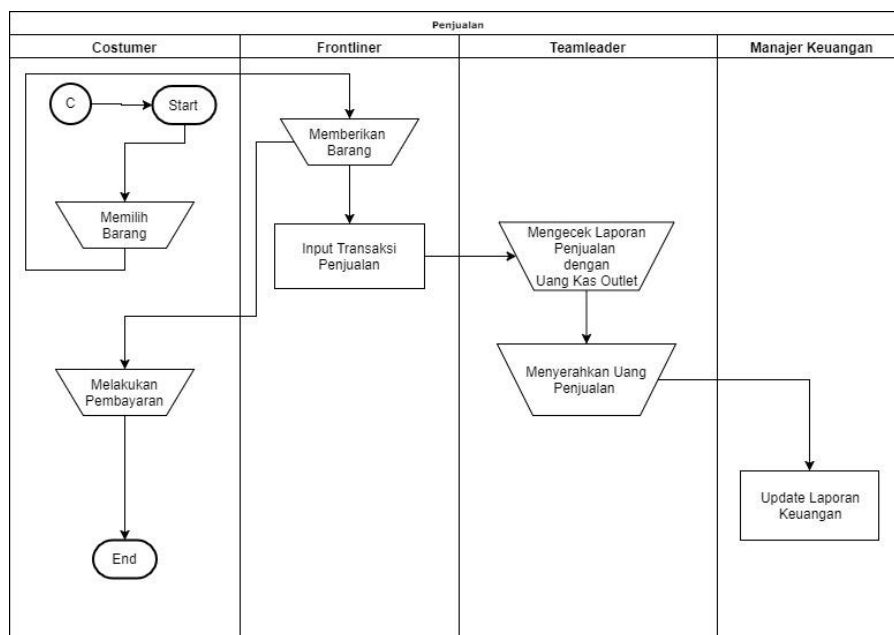 Penjualan
Costumer
Frontliner
Teamleader
Manajer Keuangan
C
Start
Memberikan
Barang
Memilih
Barang
Input Transaksi
Penjualan
Mengecek Laporan
Penjualan
dengan
Uang Kas Outlet
Melakukan
Pembayaran
Menyerahkan Uang
Penjualan
Update Laporan
Keuangan
End